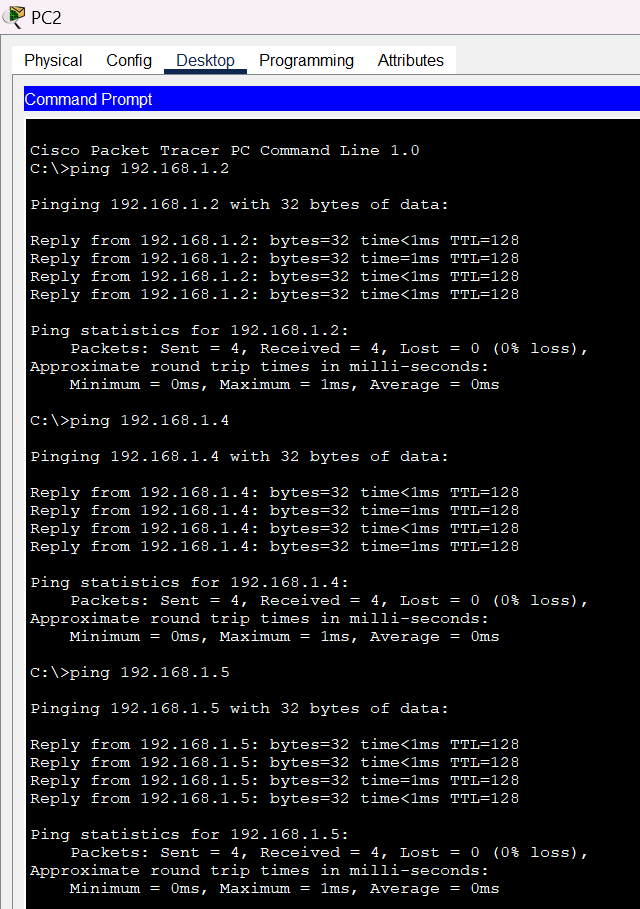 PC2
Physical Config Desktop Programming Attributes
Command Prompt
Cisco Packet Tracer PC Command Line 1.0
C:\>ping 192.168.1.2
Pinging 192.168.1.2 with 32 bytes of data:
Reply from 192.168.1.2: bytes=32 time<1ms TTL=128
Reply from 192.168.1.2: bytes=32 time=1ms TTL=128
Reply from 192.168.1.2: bytes=32 time<1ms TTL=128
Reply from 192.168.1.2: bytes=32 time<1ms TTL=128
Ping statistics for 192.168.1.2:
    Packets: Sent = 4, Received = 4, Lost = 0 (0% loss),
Approximate round trip times in milli-seconds:
    Minimum = 0ms, Maximum = 1ms, Average = 0ms
C:\>ping 192.168.1.4
Pinging 192.168.1.4 with 32 bytes of data:
Reply from 192.168.1.4: bytes=32 time<1ms TTL=128
Reply from 192.168.1.4: bytes=32 time=1ms TTL=128
Reply from 192.168.1.4: bytes=32 time<1ms TTL=128
Reply from 192.168.1.4: bytes=32 time=1ms TTL=128
Ping statistics for 192.168.1.4:
    Packets: Sent = 4, Received = 4, Lost = 0 (0% loss),
Approximate round trip times in milli-seconds:
    Minimum = 0ms, Maximum = 1ms, Average = 0ms
C:\>ping 192.168.1.5
Pinging 192.168.1.5 with 32 bytes of data:
Reply from 192.168.1.5: bytes=32 time<1ms TTL=128
Reply from 192.168.1.5: bytes=32 time<1ms TTL=128
Reply from 192.168.1.5: bytes=32 time=1ms TTL=128
Reply from 192.168.1.5: bytes=32 time<1ms TTL=128
Ping statistics for 192.168.1.5:
    Packets: Sent = 4, Received = 4, Lost = 0 (0% loss),
Approximate round trip times in milli-seconds:
    Minimum = 0ms, Maximum = 1ms, Average = 0ms